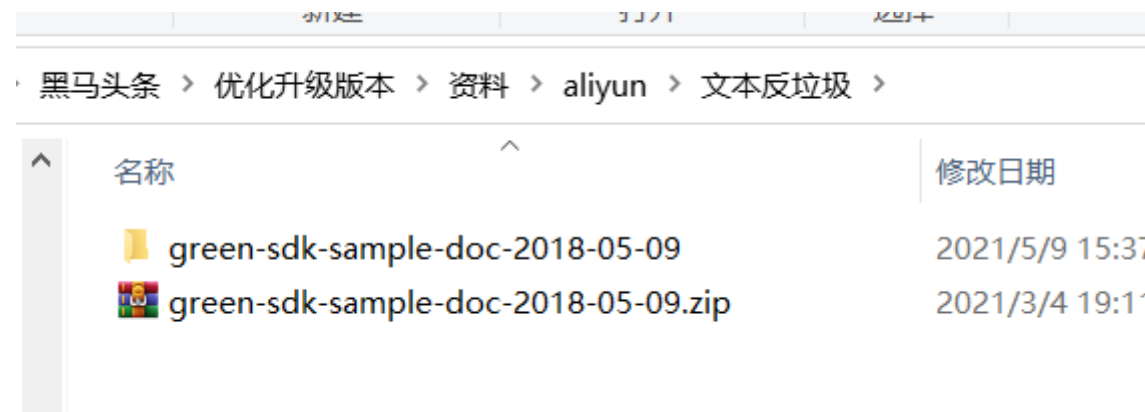 黑马头条 > 优化升级版本 > 资料 > aliyun > 文本反垃圾 >
名称 修改日期
green-sdk-sample-doc-2018-05-09 2021/5/9 15:37
green-sdk-sample-doc-2018-05-09.zip 2021/3/4 19:11